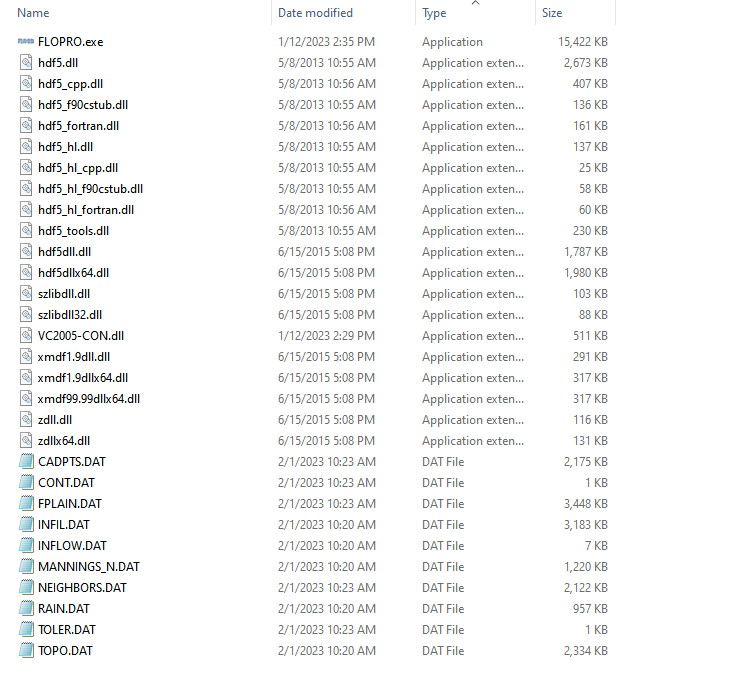 Name Date modified Type Size
FLOPRO.exe 1/12/2023 2:35 PM Application 15,422 KB
hdf5.dll 5/8/2013 10:55 AM Application exten... 2,673 KB
hdf5_cpp.dll 5/8/2013 10:55 AM Application exten... 407 KB
hdf5_f90cstub.dll 5/8/2013 10:55 AM Application exten... 136 KB
hdf5_fortran.dll 5/8/2013 10:56 AM Application exten... 161 KB
hdf5_hl.dll 5/8/2013 10:55 AM Application exten... 137 KB
hdf5_hl_cpp.dll 5/8/2013 10:55 AM Application exten... 25 KB
hdf5_hl_f90cstub.dll 5/8/2013 10:55 AM Application exten... 58 KB
hdf5_hl_fortran.dll 5/8/2013 10:56 AM Application exten... 60 KB
hdf5_tools.dll 5/8/2013 10:55 AM Application exten... 230 KB
hdf5dll.dll 6/15/2015 5:08 PM Application exten... 1,787 KB
hdf5dllx64.dll 6/15/2015 5:08 PM Application exten... 1,980 KB
szlibdll.dll 6/15/2015 5:08 PM Application exten... 103 KB
szlibdll32.dll 6/15/2015 5:08 PM Application exten... 88 KB
VC2005-CON.dll 1/12/2023 2:29 PM Application exten... 511 KB
xmdf1.9dll.dll 6/15/2015 5:08 PM Application exten... 291 KB
xmdf1.9dllx64.dll 6/15/2015 5:08 PM Application exten... 317 KB
xmdf99.99dllx64.dll 6/15/2015 5:08 PM Application exten... 317 KB
zdll.dll 6/15/2015 5:08 PM Application exten... 116 KB
zdllx64.dll 6/15/2015 5:08 PM Application exten... 131 KB
CADPTS.DAT 2/1/2023 10:23 AM DAT File 2,175 KB
CONT.DAT 2/1/2023 10:23 AM DAT File 1 KB
FPLAIN.DAT 2/1/2023 10:23 AM DAT File 3,448 KB
INFIL.DAT 2/1/2023 10:20 AM DAT File 3,183 KB
INFLOW.DAT 2/1/2023 10:20 AM DAT File 7 KB
MANNINGS_N.DAT 2/1/2023 10:20 AM DAT File 1,220 KB
NEIGHBORS.DAT 2/1/2023 10:23 AM DAT File 2,122 KB
RAIN.DAT 2/1/2023 10:20 AM DAT File 957 KB
TOLER.DAT 2/1/2023 10:23 AM DAT File 1 KB
TOPO.DAT 2/1/2023 10:20 AM DAT File 2,334 KB